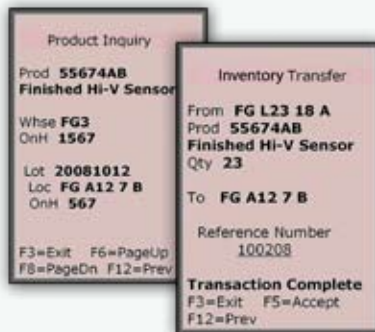 Product Inquiry
Prod 55674AB
Finished Hi-V Sensor
Whse FG3
OnH 1567
Lot 20081012
Loc FG A12 7 B
OnH 567
F3=Exit F6=PageUp
F8=PageDn F12=Prev
Inventory Transfer
From FG L23 18 A
Prod 55674AB
Finished Hi-V Sensor
Qty 23
To FG A12 7 B
Reference Number
100208
Transaction Complete
F3=Exit F5=Accept
F12=Prev